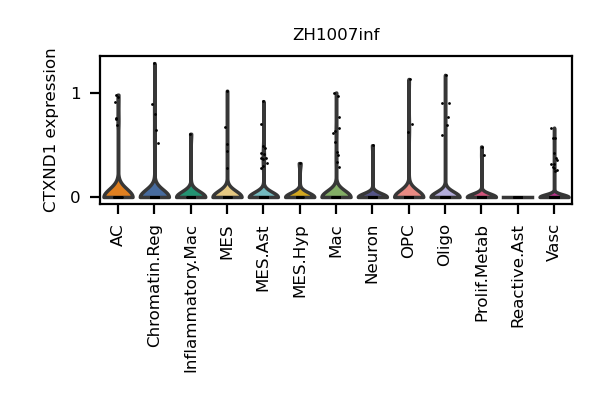 ZH1007inf
CTXND1 expression
1
0
AC
Chromatin.Reg
Inflammatory.Mac
MES
MES.Ast
MES.Hyp
Mac
Neuron
OPC
Oligo
Prolif.Metab
Reactive.Ast
Vasc